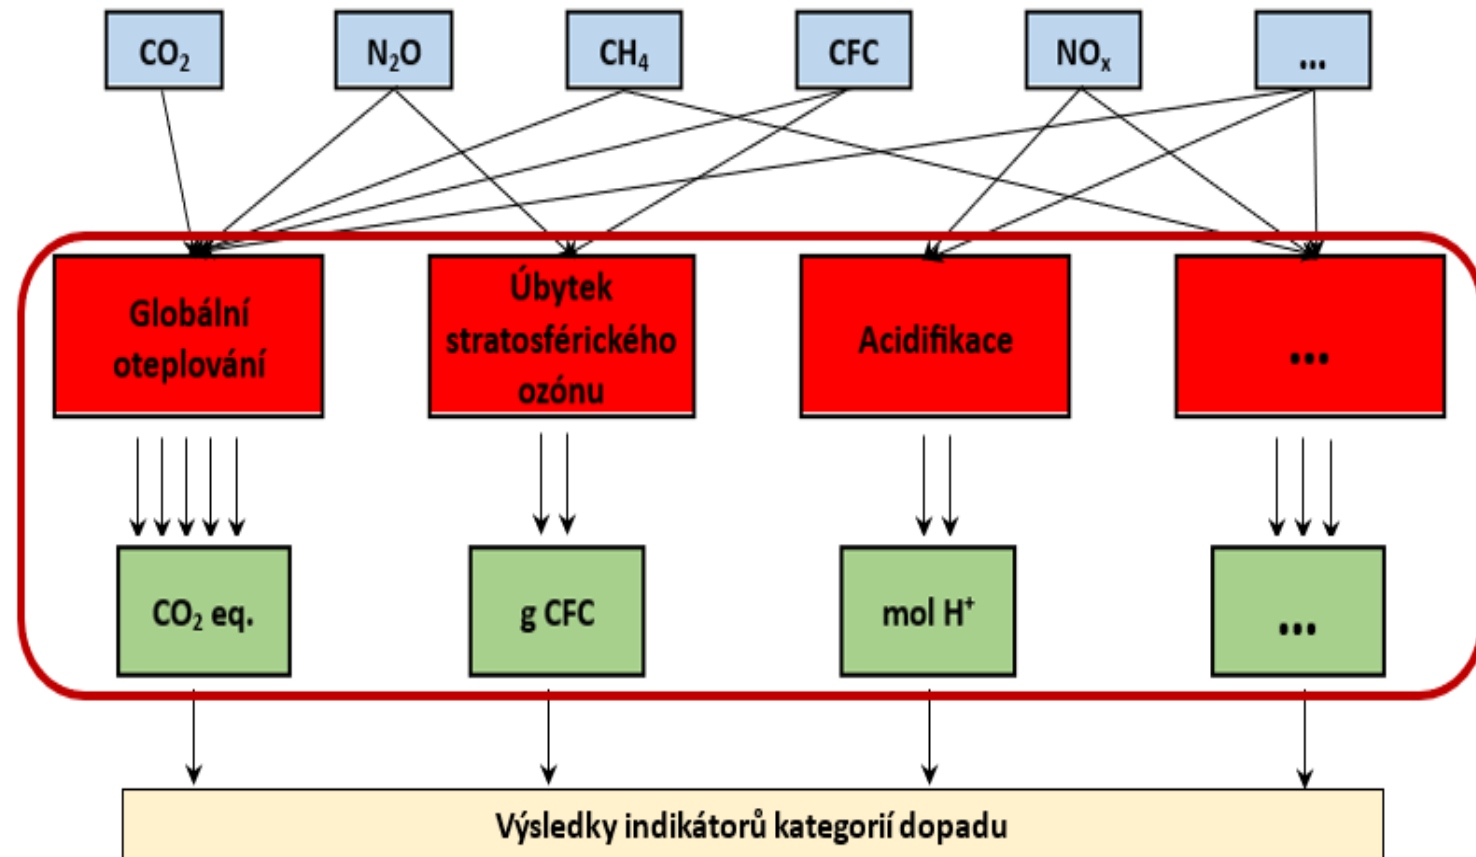 CO₂ N₂O CH₄ CFC NOₓ ...
Globální
oteplování
Úbytek
stratosférického
ozónu
Acidifikace
...
CO₂ eq.
g CFC
mol H⁺
...
Výsledky indikátorů kategorií dopadu